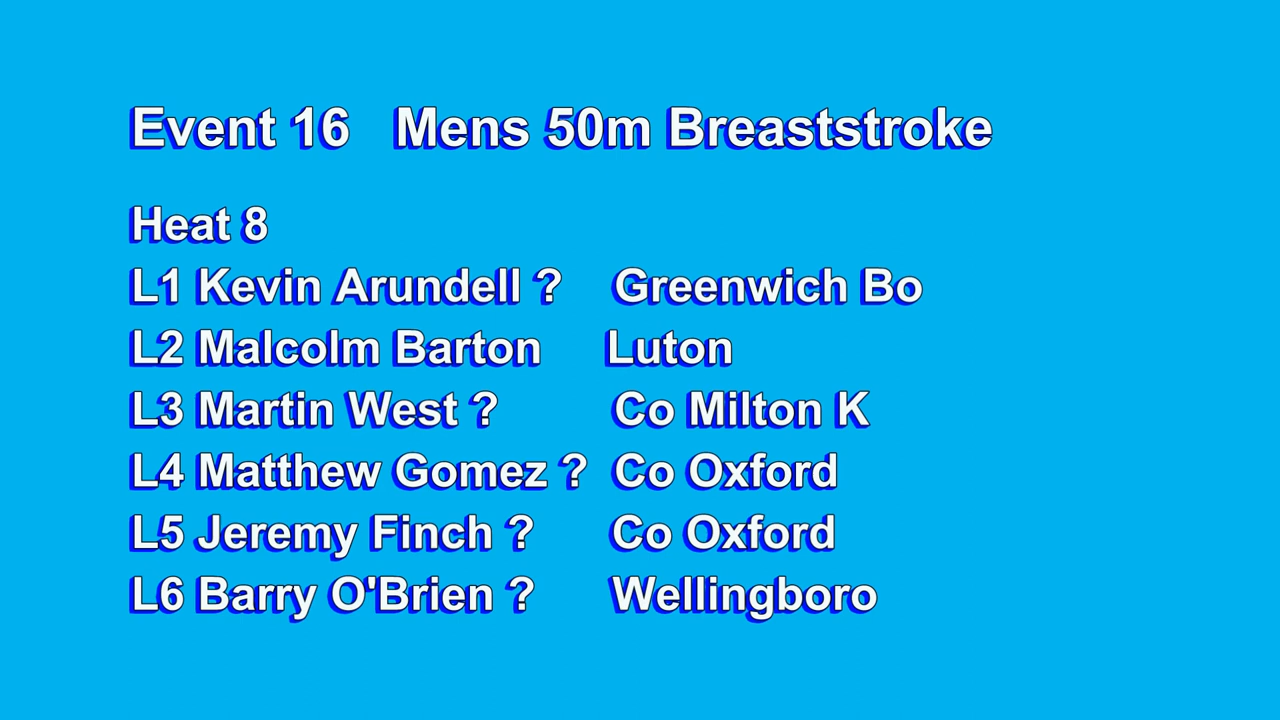 Event 16 Mens 50m Breaststroke
Heat 8
L1 Kevin Arundell ? Greenwich Bo
L2 Malcolm Barton Luton
L3 Martin West ? Co Milton K
L4 Matthew Gomez ? Co Oxford
L5 Jeremy Finch ? Co Oxford
L6 Barry O'Brien ? Wellingboro